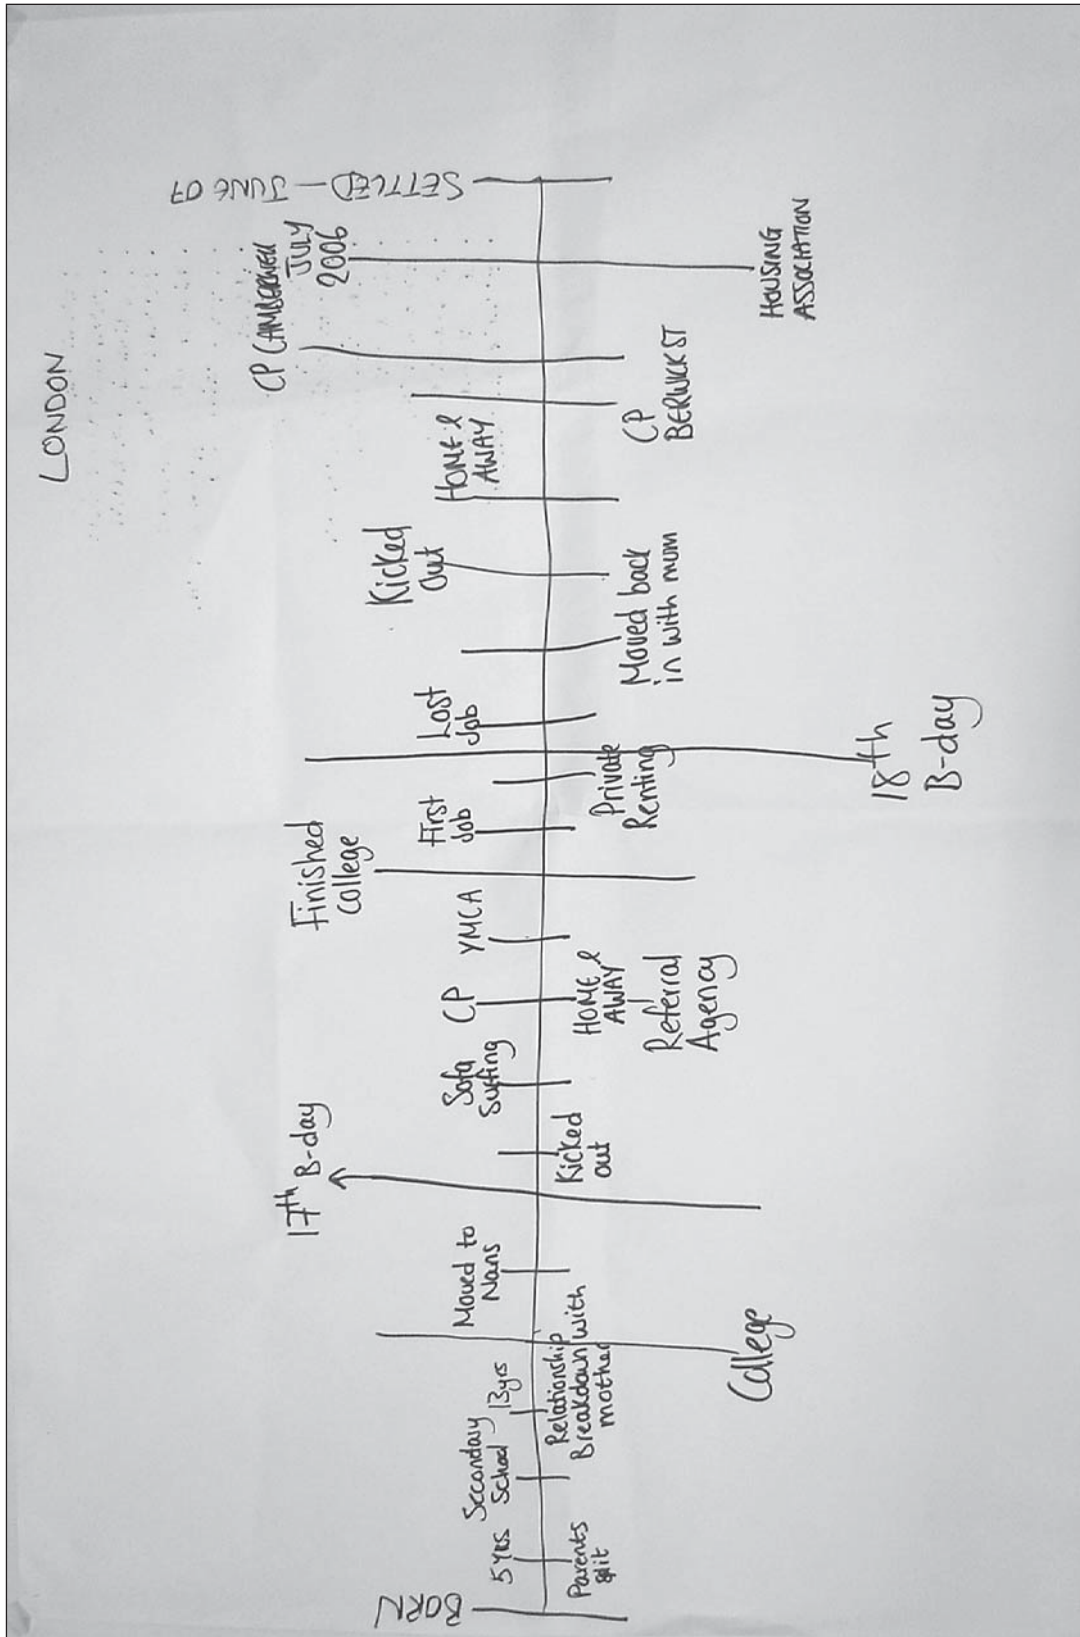 LONDON
BORN
5 YRS
Parents
split
Secondary
School
13yrs
Relationship
Breakdown with
mother
College
Moved to
Nans
17th B-day
Kicked
out
Sofa
Surfing
CP
HOME &
AWAY
Referral
Agency
YMCA
Finished
College
First
Job
Private
Renting
18th
B-day
Lost
Job
Moved back
in with mum
Kicked
Out
HOME &
AWAY
CP
BERWICK ST
CP CAMBERWELL
JULY
2006
HOUSING
ASSOCIATION
SETTLED — JUNE 07